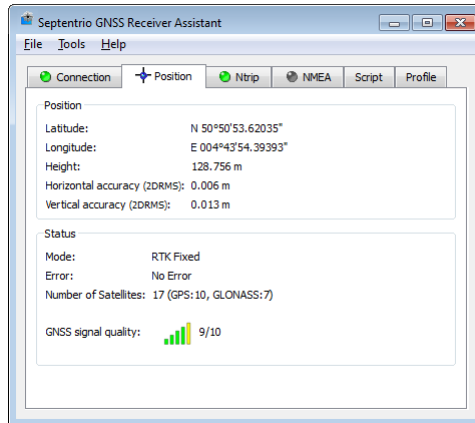 Septentrio GNSS Receiver Assistant
File Tools Help
Connection Position Ntrip NMEA Script Profile
Position
Latitude: N 50°50'53.62035"
Longitude: E 004°43'54.39393"
Height: 128.756 m
Horizontal accuracy (2DRMS): 0.006 m
Vertical accuracy (2DRMS): 0.013 m
Status
Mode: RTK Fixed
Error: No Error
Number of Satellites: 17 (GPS:10, GLONASS:7)
GNSS signal quality: 9/10